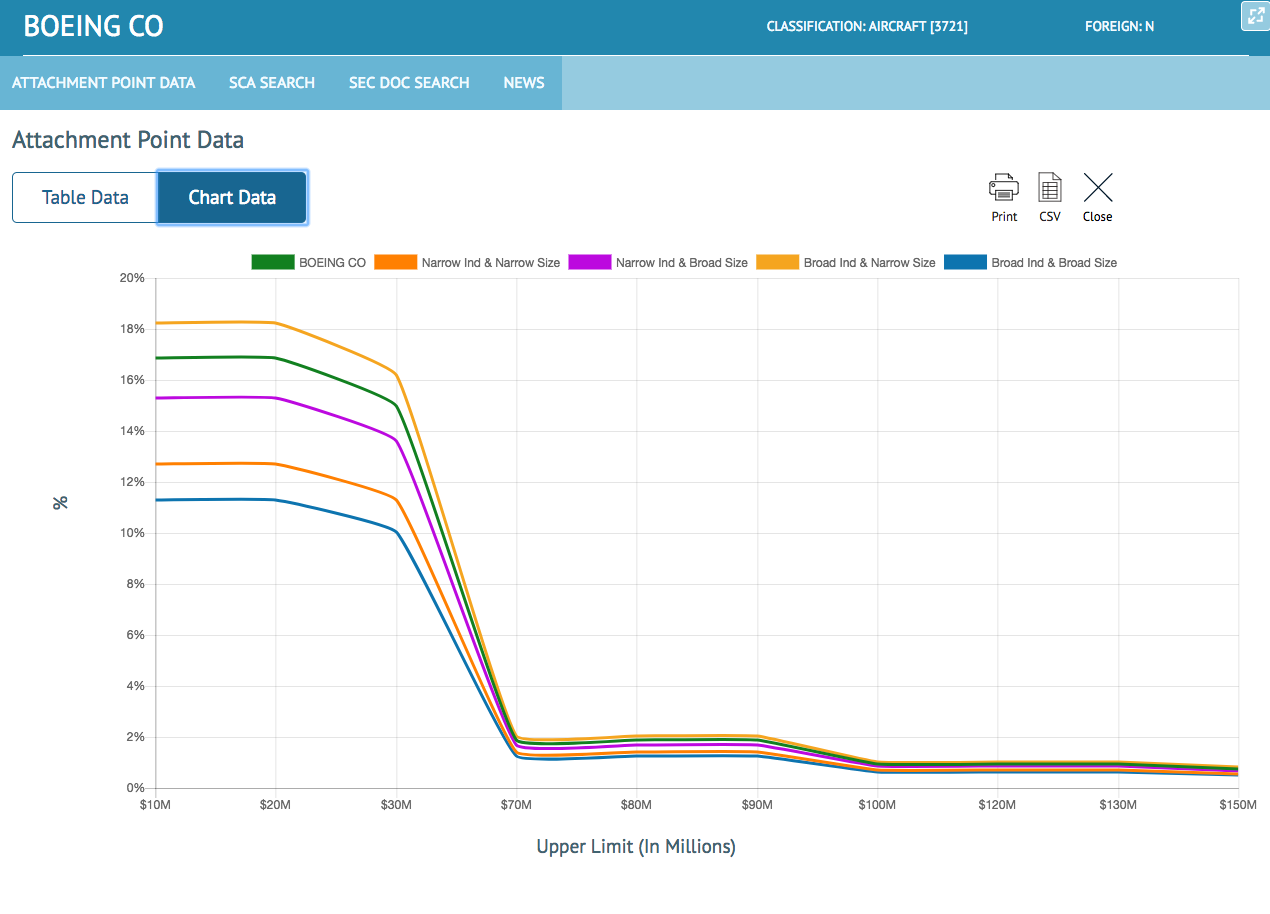 BOEING CO
CLASSIFICATION: AIRCRAFT [3721]
FOREIGN: N
ATTACHMENT POINT DATA SCA SEARCH SEC DOC SEARCH NEWS
Attachment Point Data
Table Data Chart Data
Print CSV Close
BOEING CO Narrow Ind & Narrow Size Narrow Ind & Broad Size Broad Ind & Narrow Size Broad Ind & Broad Size
20%
18%
16%
14%
12%
%
10%
8%
6%
4%
2%
0%
$10M $20M $30M $70M $80M $90M $100M $120M $130M $150M
Upper Limit (In Millions)